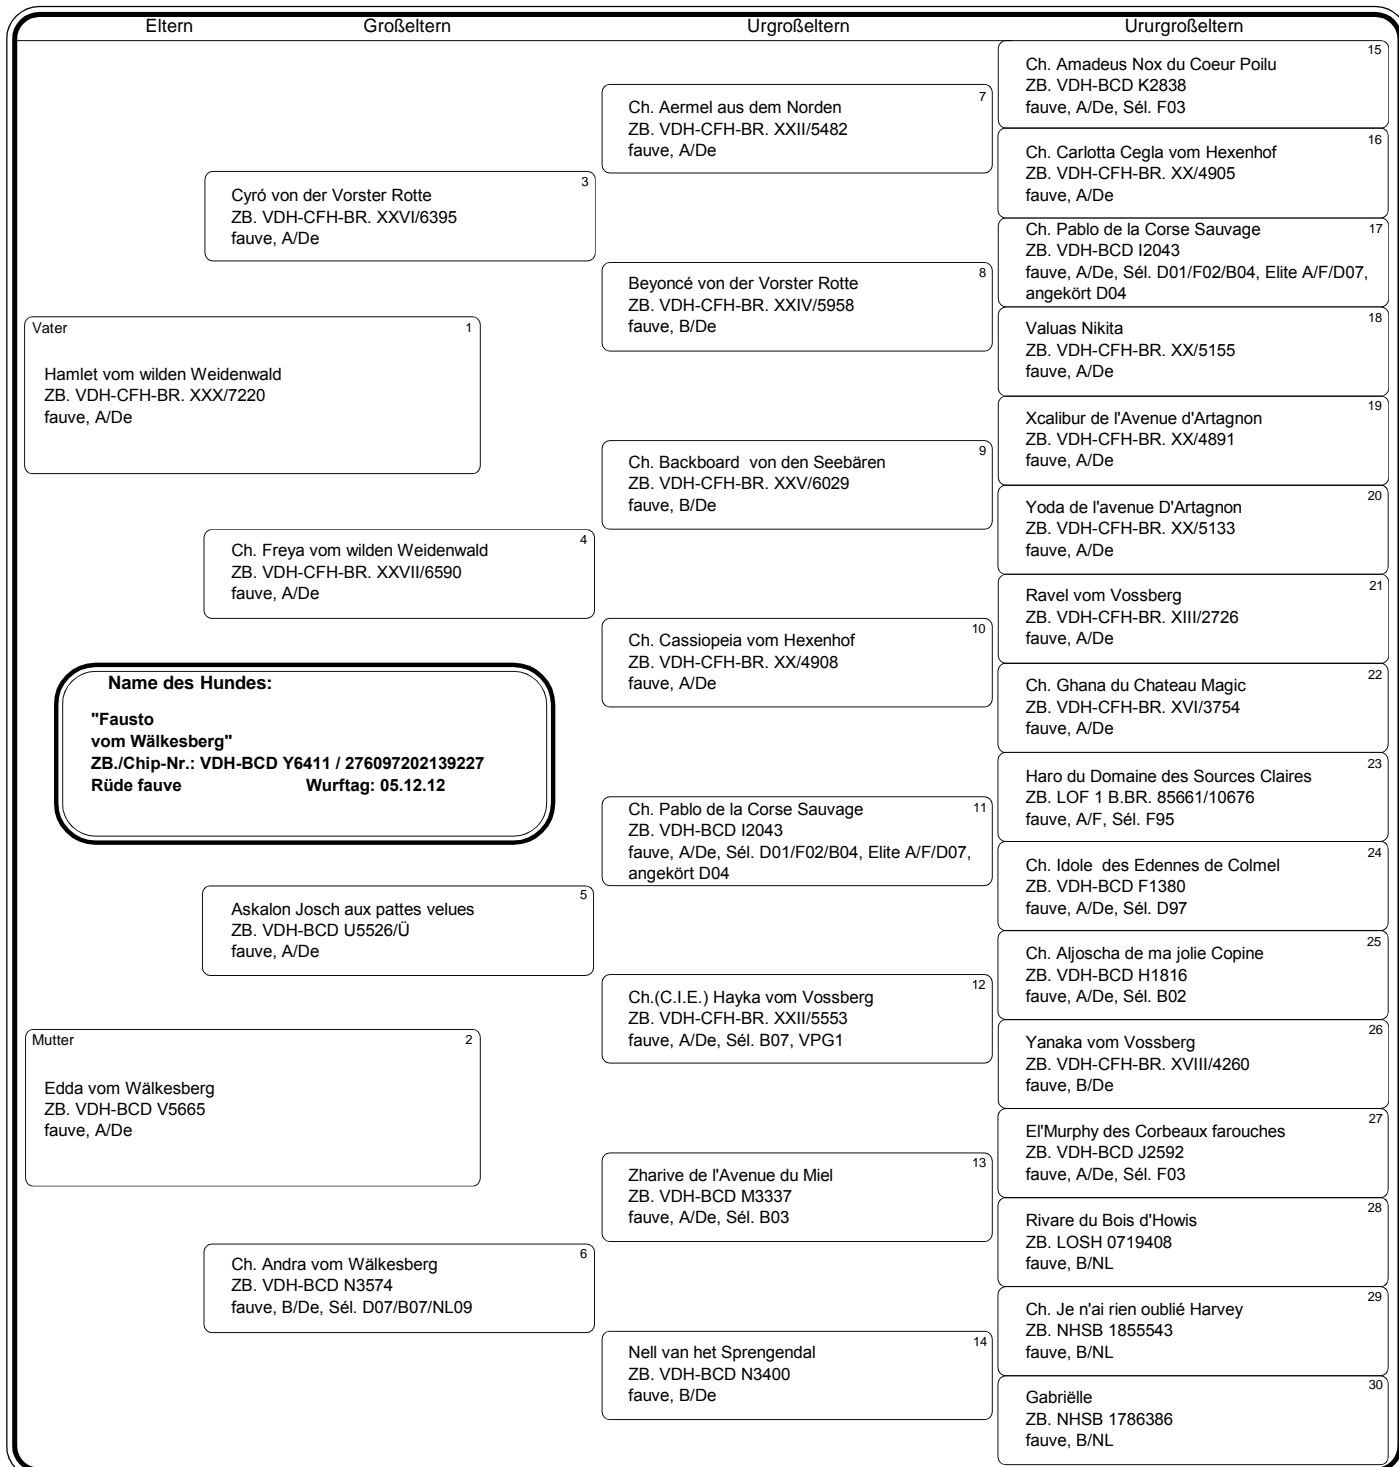 Eltern Großeltern Urgroßeltern Ururgroßeltern
Vater 1
Hamlet vom wilden Weidenwald
ZB. VDH-CFH-BR. XXX/7220
fauve, A/De
Mutter 2
Edda vom Wälkesberg
ZB. VDH-BCD V5665
fauve, A/De
Name des Hundes:
"Fausto
vom Wälkesberg"
ZB./Chip-Nr.: VDH-BCD Y6411 / 276097202139227
Rüde fauve Wurftag: 05.12.12
3
Cyró von der Vorster Rotte
ZB. VDH-CFH-BR. XXVI/6395
fauve, A/De
4
Ch. Freya vom wilden Weidenwald
ZB. VDH-CFH-BR. XXVII/6590
fauve, A/De
5
Askalon Josch aux pattes velues
ZB. VDH-BCD U5526/Ü
fauve, A/De
6
Ch. Andra vom Wälkesberg
ZB. VDH-BCD N3574
fauve, B/De, Sél. D07/B07/NL09
7
Ch. Aermel aus dem Norden
ZB. VDH-CFH-BR. XXII/5482
fauve, A/De
8
Beyoncé von der Vorster Rotte
ZB. VDH-CFH-BR. XXIV/5958
fauve, B/De
9
Ch. Backboard von den Seebären
ZB. VDH-CFH-BR. XXV/6029
fauve, B/De
10
Ch. Cassiopeia vom Hexenhof
ZB. VDH-CFH-BR. XX/4908
fauve, A/De
11
Ch. Pablo de la Corse Sauvage
ZB. VDH-BCD I2043
fauve, A/De, Sél. D01/F02/B04, Elite A/F/D07,
angekört D04
12
Ch.(C.I.E.) Hayka vom Vossberg
ZB. VDH-CFH-BR. XXII/5553
fauve, A/De, Sél. B07, VPG1
13
Zharive de l'Avenue du Miel
ZB. VDH-BCD M3337
fauve, A/De, Sél. B03
14
Nell van het Sprengendal
ZB. VDH-BCD N3400
fauve, B/De
15
Ch. Amadeus Nox du Coeur Poilu
ZB. VDH-BCD K2838
fauve, A/De, Sél. F03
16
Ch. Carlotta Cegla vom Hexenhof
ZB. VDH-CFH-BR. XX/4905
fauve, A/De
17
Ch. Pablo de la Corse Sauvage
ZB. VDH-BCD I2043
fauve, A/De, Sél. D01/F02/B04, Elite A/F/D07,
angekört D04
18
Valuas Nikita
ZB. VDH-CFH-BR. XX/5155
fauve, A/De
19
Xcalibur de l'Avenue d'Artagnon
ZB. VDH-CFH-BR. XX/4891
fauve, A/De
20
Yoda de l'avenue D'Artagnon
ZB. VDH-CFH-BR. XX/5133
fauve, A/De
21
Ravel vom Vossberg
ZB. VDH-CFH-BR. XIII/2726
fauve, A/De
22
Ch. Ghana du Chateau Magic
ZB. VDH-CFH-BR. XVI/3754
fauve, A/De
23
Haro du Domaine des Sources Claires
ZB. LOF 1 B.BR. 85661/10676
fauve, A/F, Sél. F95
24
Ch. Idole des Edennes de Colmel
ZB. VDH-BCD F1380
fauve, A/De, Sél. D97
25
Ch. Aljoscha de ma jolie Copine
ZB. VDH-BCD H1816
fauve, A/De, Sél. B02
26
Yanaka vom Vossberg
ZB. VDH-CFH-BR. XVIII/4260
fauve, B/De
27
El'Murphy des Corbeaux farouches
ZB. VDH-BCD J2592
fauve, A/De, Sél. F03
28
Rivare du Bois d'Howis
ZB. LOSH 0719408
fauve, B/NL
29
Ch. Je n'ai rien oublié Harvey
ZB. NHSB 1855543
fauve, B/NL
30
Gabriëlle
ZB. NHSB 1786386
fauve, B/NL